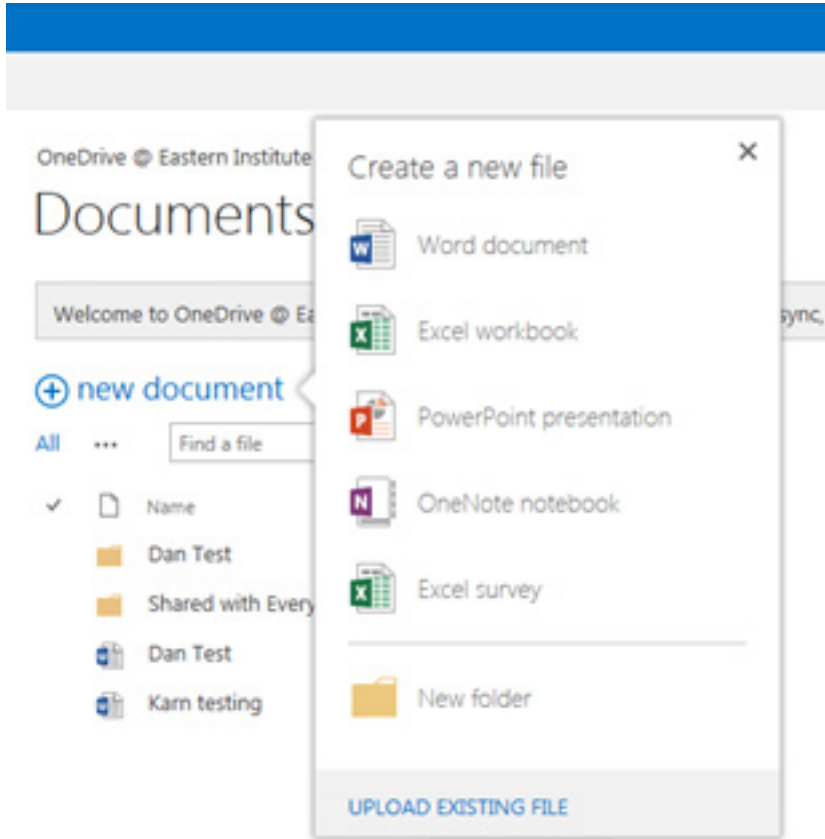 OneDrive @ Eastern Institute
Documents
Welcome to OneDrive @ Ea
sync,
new document
All ...
Find a file
Name
Dan Test
Shared with Every
Dan Test
Karn testing
Create a new file
Word document
Excel workbook
PowerPoint presentation
OneNote notebook
Excel survey
New folder
UPLOAD EXISTING FILE